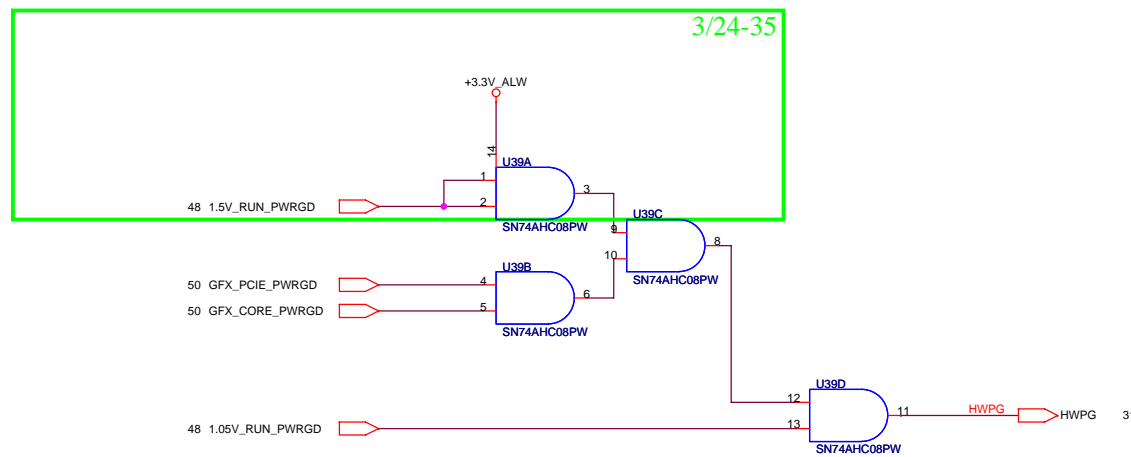 3/24-35
+3.3V_ALW
14
U39A
1
3
48 1.5V_RUN_PWRGD
2
SN74AHC08PW
U39C
9
8
10
SN74AHC08PW
U39B
50 GFX_PCIE_PWRGD
4
6
50 GFX_CORE_PWRGD
5
SN74AHC08PW
U39D
12
11
HWPG
HWPG
48 1.05V_RUN_PWRGD
13
SN74AHC08PW